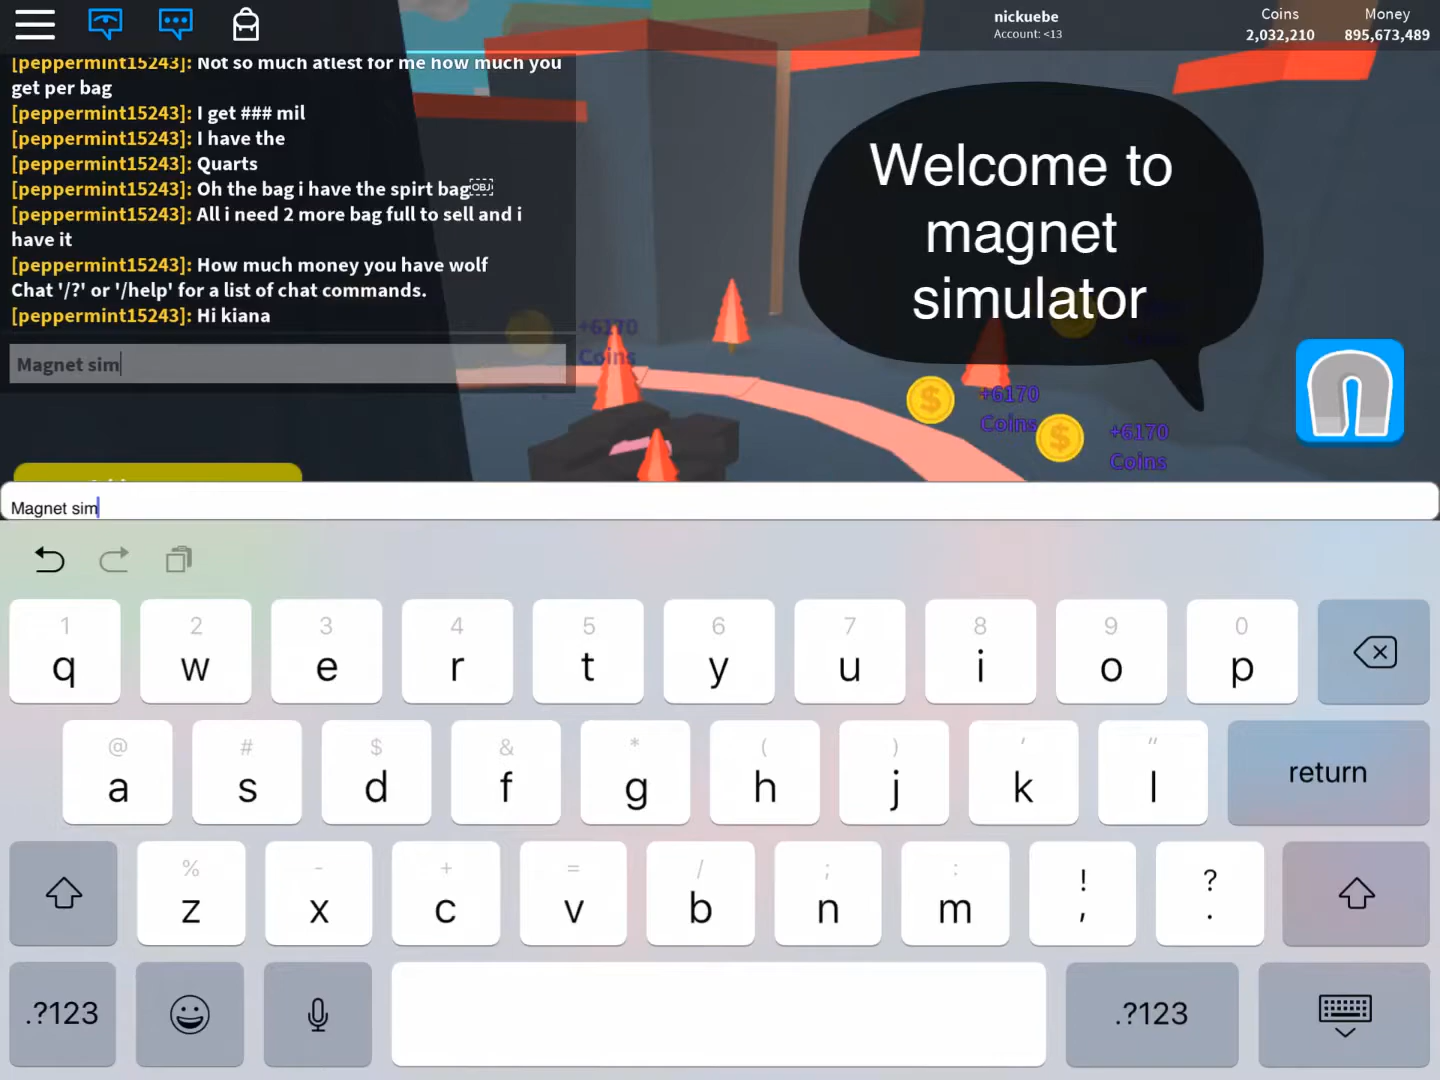 nickuebe
Account: <13
Coins
2,032,210
Money
895,673,489
[peppermint15243]: Not so much atlest for me how much you
get per bag
[peppermint15243]: I get ### mil
[peppermint15243]: I have the
[peppermint15243]: Quarts
[peppermint15243]: Oh the bag i have the spirt bag
[peppermint15243]: All i need 2 more bag full to sell and i
have it
[peppermint15243]: How much money you have wolf
Chat '/?' or '/help' for a list of chat commands.
[peppermint15243]: Hi kiana
Magnet sim
Welcome to
magnet
simulator
+6170
Coins
+6170
Coins
+6170
Coins
Magnet sim
1 2 3 4 5 6 7 8 9 0
q w e r t y u i o p
@ # $ & * ( ) ' "
a s d f g h j k l return
% - + = / ; : ! ?
z x c v b n m , .
.?123 .?123